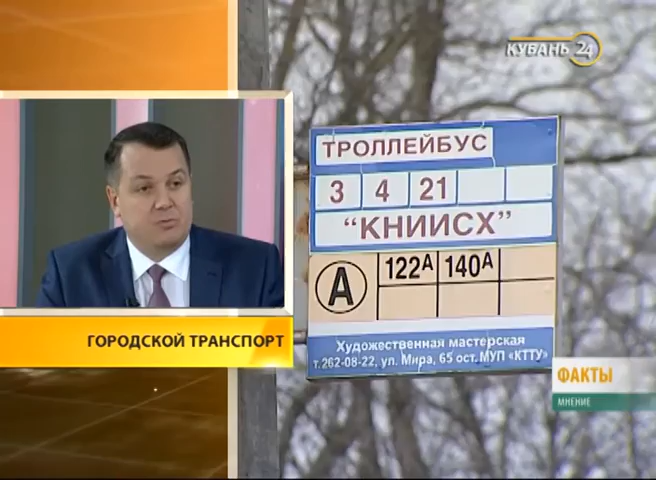 КУБАНЬ 24
ТРОЛЛЕЙБУС
3 4 21
“КНИИСХ”
А 122А 140А
Художественная мастерская
т.262-08-22, ул. Мира, 65 ост. МУП «КТТУ»
ГОРОДСКОЙ ТРАНСПОРТ
ФАКТЫ
МНЕНИЕ